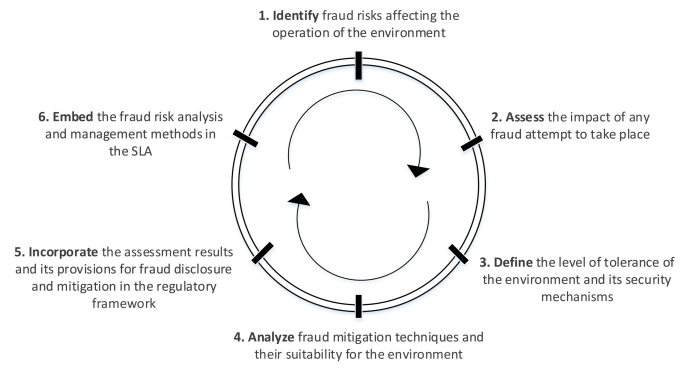 1. Identify fraud risks affecting the
operation of the environment
2. Assess the impact of any
fraud attempt to take place
3. Define the level of tolerance of
the environment and its security
mechanisms
4. Analyze fraud mitigation techniques and
their suitability for the environment
5. Incorporate the assessment results
and its provisions for fraud disclosure
and mitigation in the regulatory
framework
6. Embed the fraud risk analysis
and management methods in
the SLA